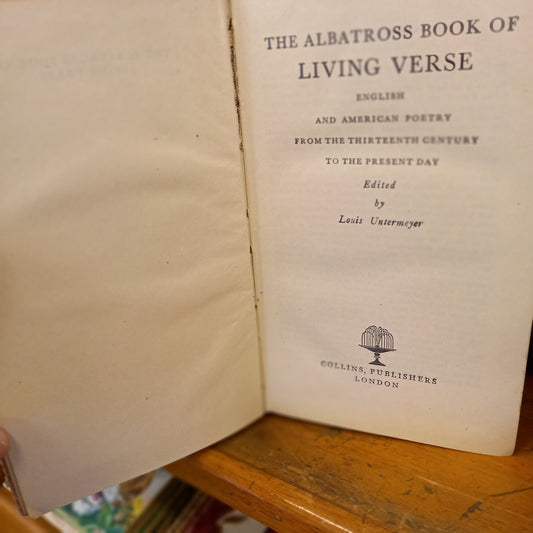 THE ALBATROSS BOOK OF
LIVING VERSE
ENGLISH
AND AMERICAN POETRY
FROM THE THIRTEENTH CENTURY
TO THE PRESENT DAY
Edited
by
Louis Untermeyer
COLLINS, PUBLISHERS
LONDON